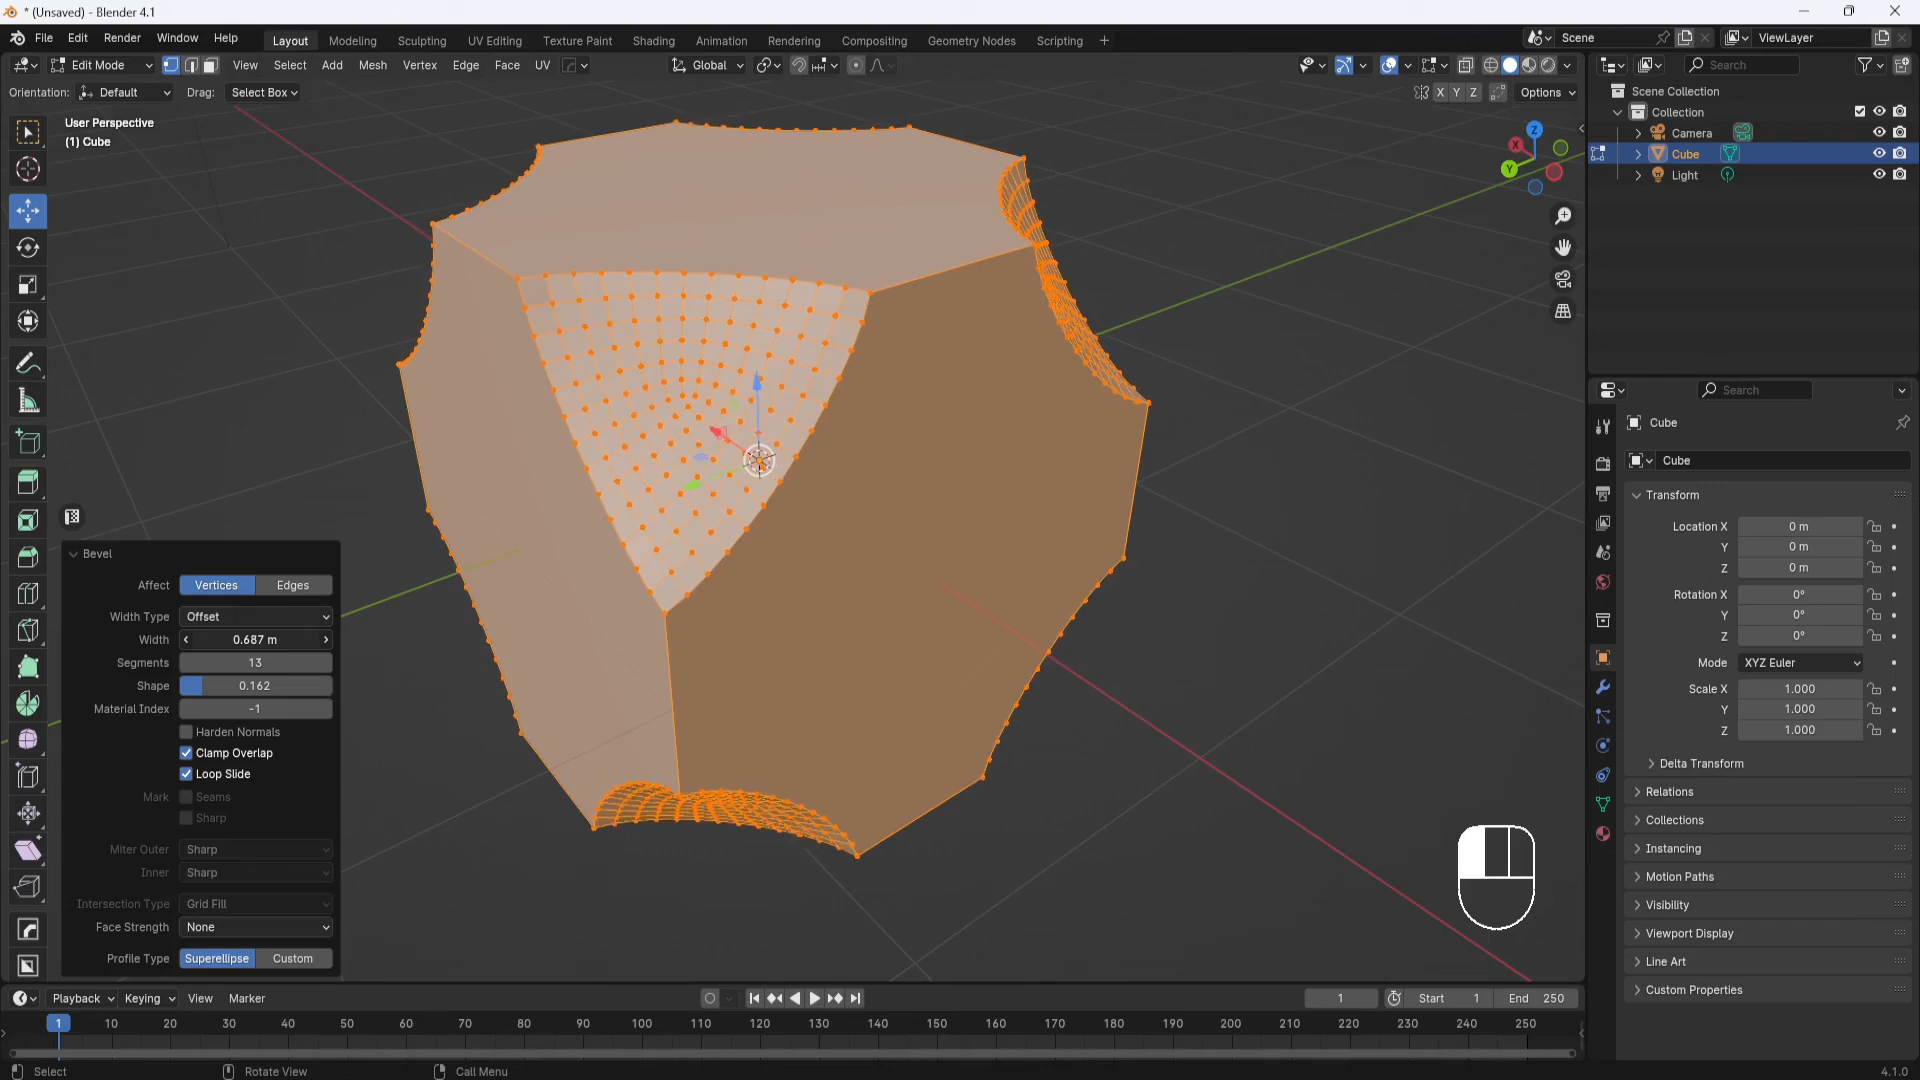 * (Unsaved) - Blender 4.1
File Edit Render Window Help Layout Modeling Sculpting UV Editing Texture Paint Shading Animation Rendering Compositing Geometry Nodes Scripting + Scene ViewLayer
Edit Mode View Select Add Mesh Vertex Edge Face UV Global Search
Orientation: Default Drag: Select Box X Y Z Options
Scene Collection
Collection
Camera
Cube
Light
User Perspective
(1) Cube
Z
X
Y
Search
Cube
Cube
Transform
Location X 0 m
Y 0 m
Z 0 m
Rotation X 0°
Y 0°
Z 0°
Mode XYZ Euler
Scale X 1.000
Y 1.000
Z 1.000
Delta Transform
Relations
Collections
Instancing
Motion Paths
Visibility
Viewport Display
Line Art
Custom Properties
Bevel
Affect Vertices Edges
Width Type Offset
Width 0.687 m
Segments 13
Shape 0.162
Material Index -1
Harden Normals
Clamp Overlap
Loop Slide
Mark Seams
Sharp
Miter Outer Sharp
Inner Sharp
Intersection Type Grid Fill
Face Strength None
Profile Type Superellipse Custom
Playback Keying View Marker 1 Start 1 End 250
1 10 20 30 40 50 60 70 80 90 100 110 120 130 140 150 160 170 180 190 200 210 220 230 240 250
Select Rotate View Call Menu 4.1.0